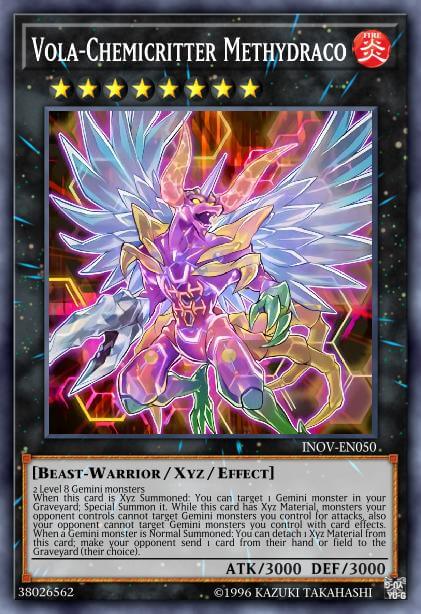 VOLA-CHEMICRITTER METHYDRACO
FIRE
炎
INOV-EN050
[BEAST-WARRIOR / XYZ / EFFECT]
2 Level 8 Gemini monsters
When this card is Xyz Summoned: You can target 1 Gemini monster in your
Graveyard; Special Summon it. While this card has Xyz Material, monsters your
opponent controls cannot target Gemini monsters you control for attacks, also
your opponent cannot target Gemini monsters you control with card effects.
When a Gemini monster is Normal Summoned: You can detach 1 Xyz Material from
this card; make your opponent send 1 card from their hand or field to the
Graveyard (their choice).
ATK/3000 DEF/3000
38026562
©1996 KAZUKI TAKAHASHI